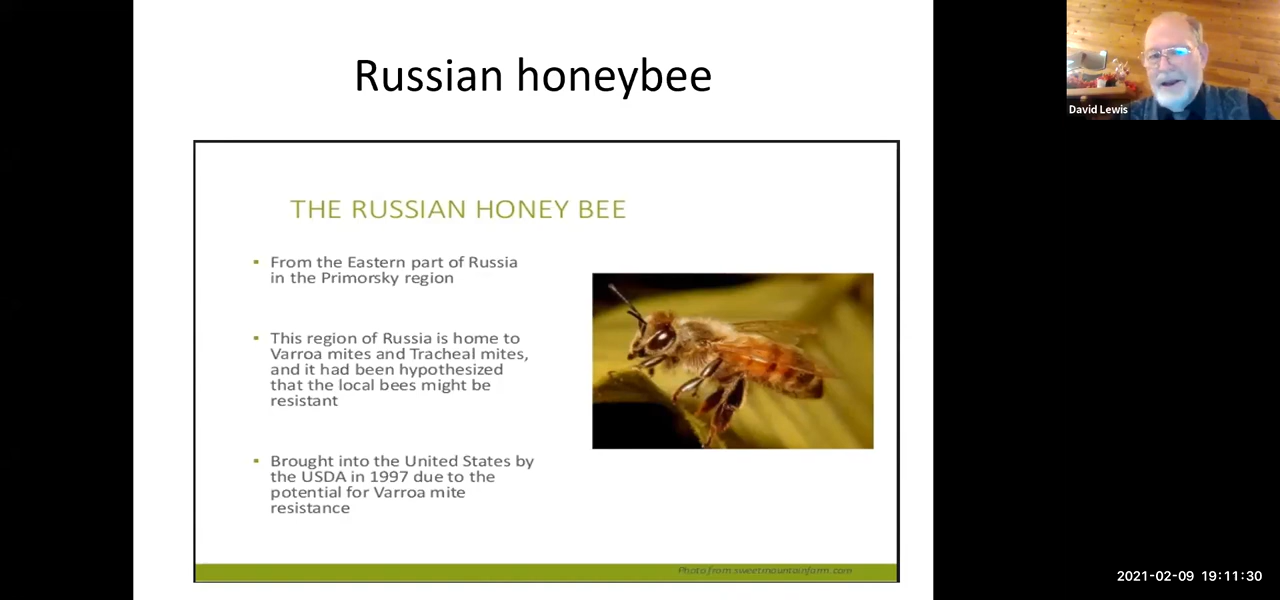 Russian honeybee
David Lewis
THE RUSSIAN HONEY BEE
▪ From the Eastern part of Russia
in the Primorsky region
▪ This region of Russia is home to
Varroa mites and Tracheal mites,
and it had been hypothesized
that the local bees might be
resistant
▪ Brought into the United States by
the USDA in 1997 due to the
potential for Varroa mite
resistance
Photo from sweetmountainfarm.com
2021-02-09 19:11:30